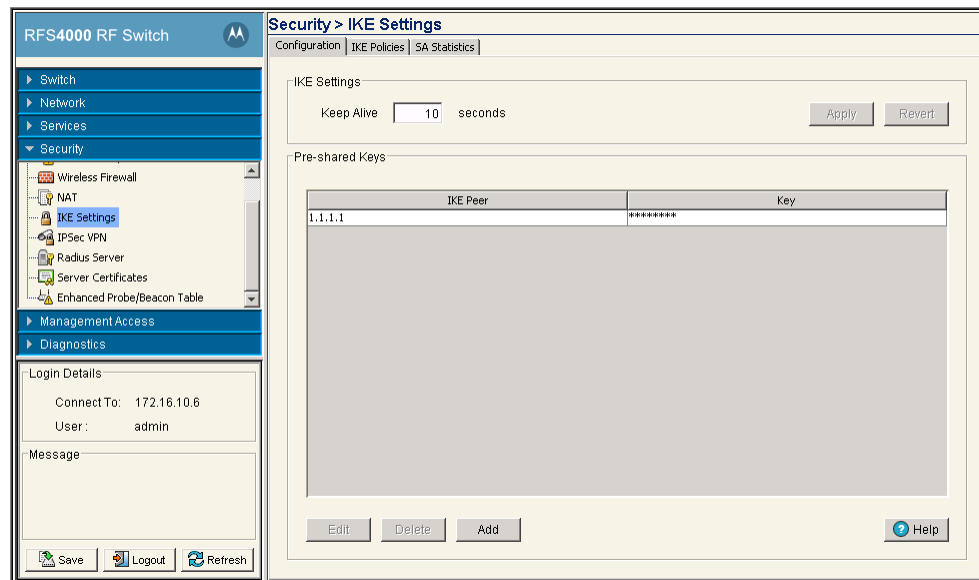 RFS4000 RF Switch
Switch
Network
Services
Security
Wireless Firewall
NAT
IKE Settings
IPSec VPN
Radius Server
Server Certificates
Enhanced Probe/Beacon Table
Management Access
Diagnostics
Login Details
Connect To: 172.16.10.6
User : admin
Message
Save Logout Refresh
Security > IKE Settings
Configuration IKE Policies SA Statistics
IKE Settings
Keep Alive 10 seconds Apply Revert
Pre-shared Keys
IKE Peer Key
1.1.1.1 ********
Edit Delete Add ? Help